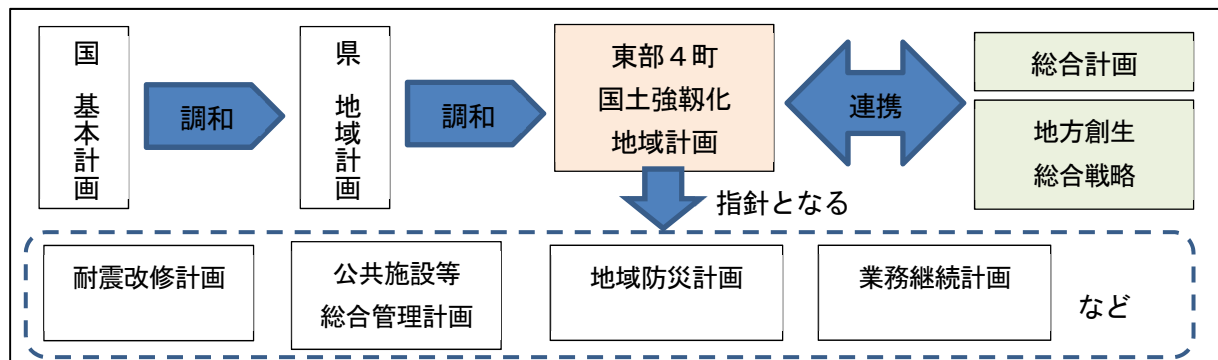 国 基本計画
調和
県 地域計画
調和
東部４町
国土強靱化
地域計画
連携
総合計画
地方創生
総合戦略
指針となる
耐震改修計画
公共施設等
総合管理計画
地域防災計画
業務継続計画
など